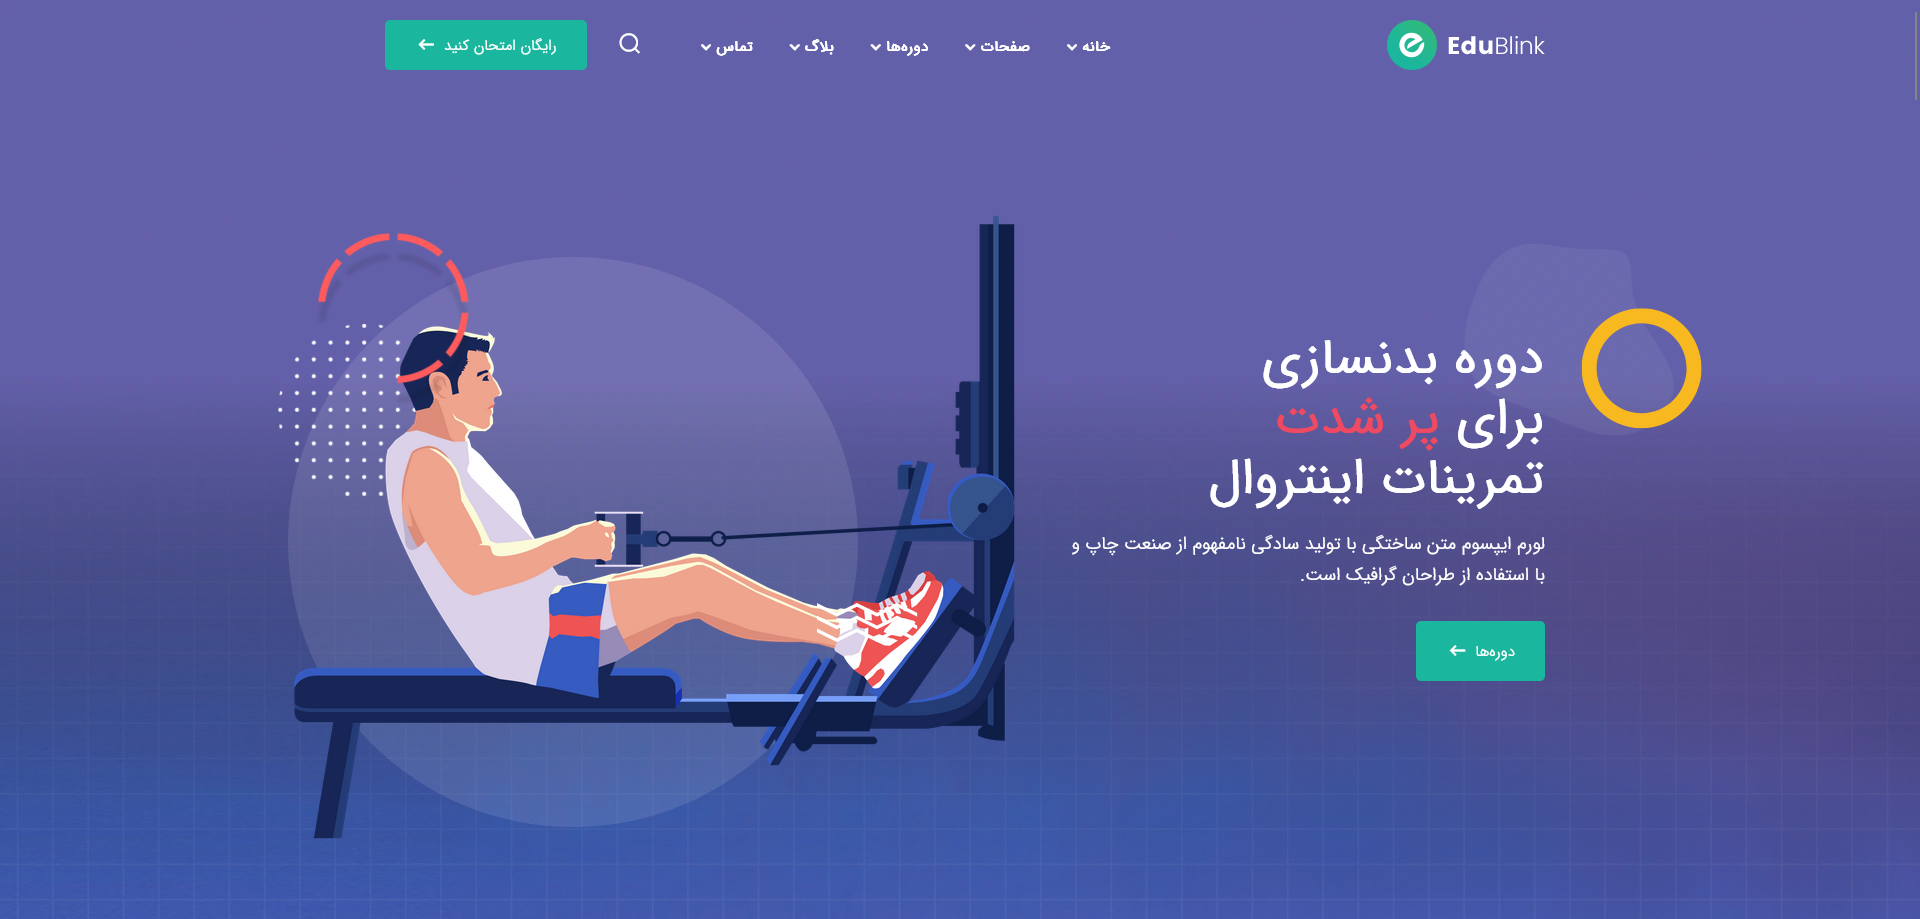 EduBlink
خانه
صفحات
دوره‌ها
بلاگ
تماس
رایگان امتحان کنید
دوره بدنسازی
برای پر شدت
تمرینات اینتروال
لورم ایپسوم متن ساختگی با تولید سادگی نامفهوم از صنعت چاپ و
با استفاده از طراحان گرافیک است.
دوره‌ها